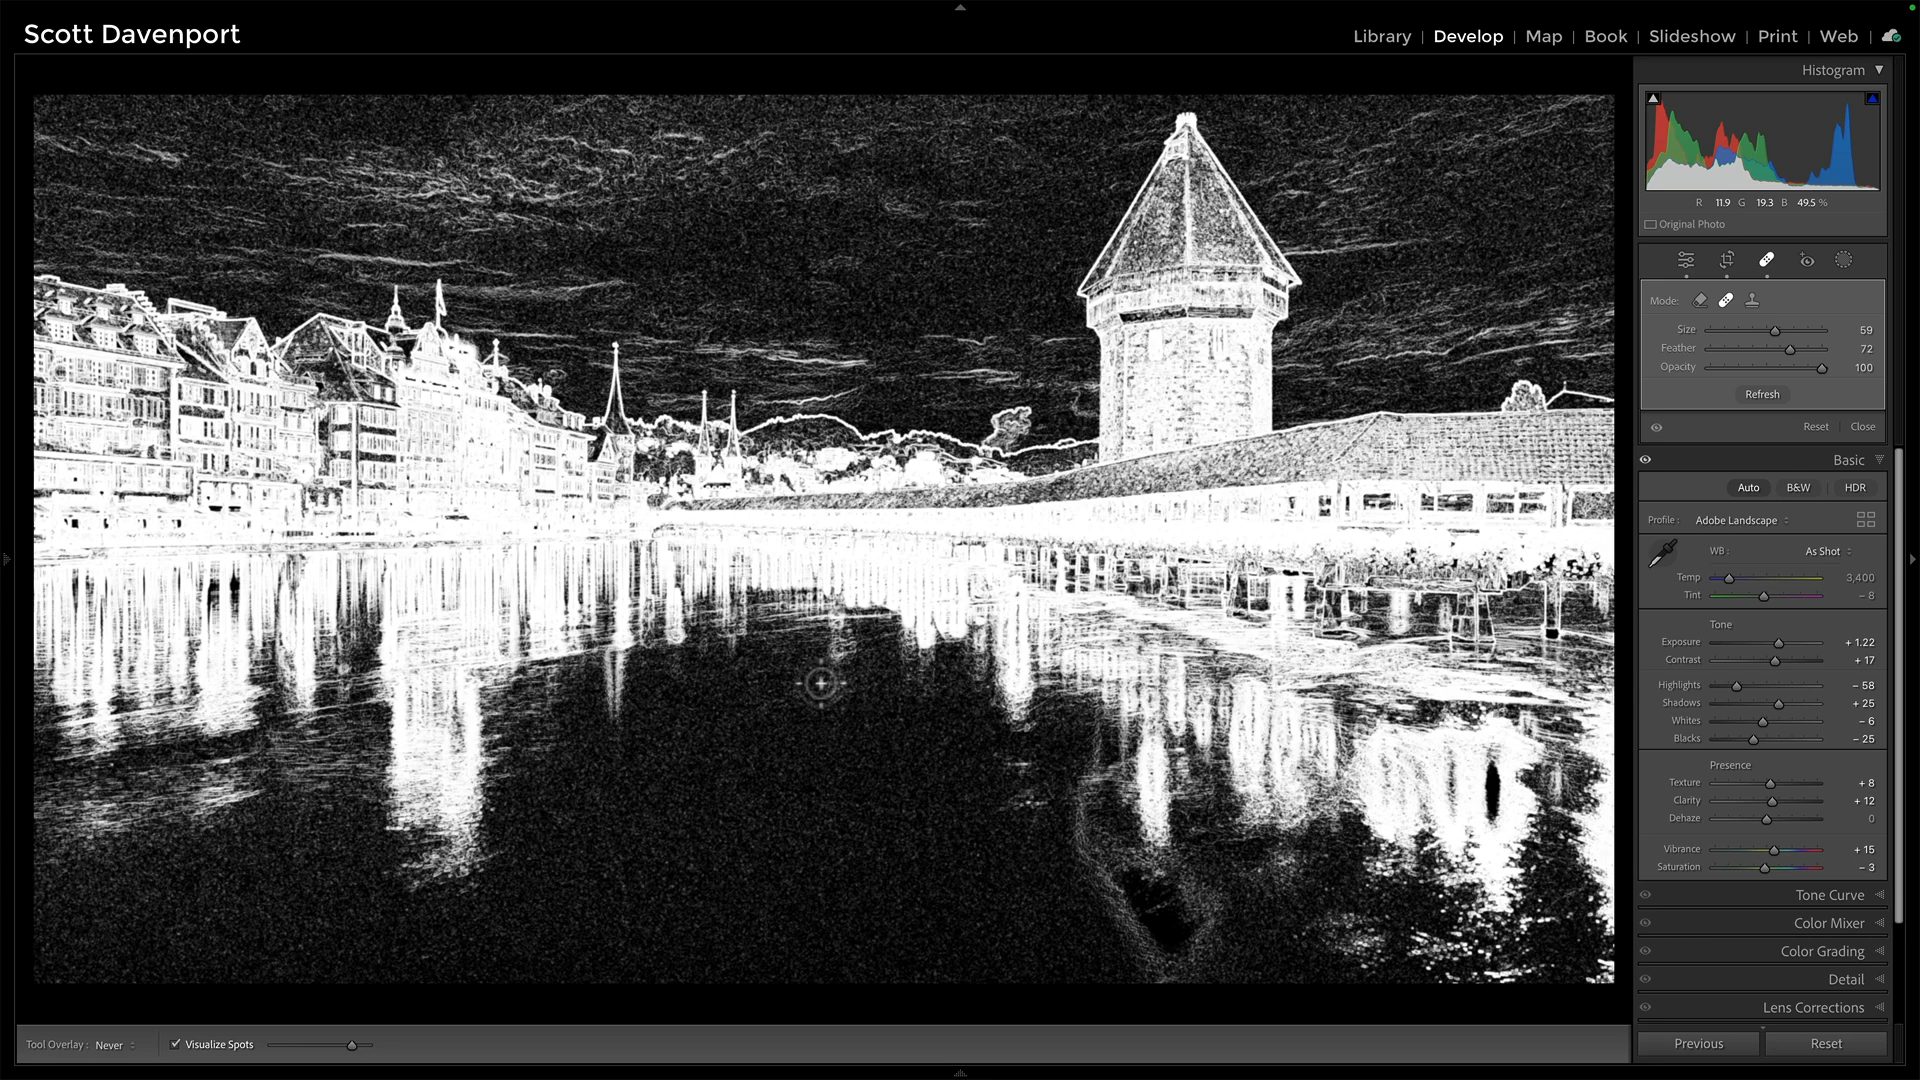 Scott Davenport
Library | Develop | Map | Book | Slideshow | Print | Web |
Histogram
R 11.9 G 19.3 B 49.5 %
Original Photo
Mode:
Size 59
Feather 72
Opacity 100
Refresh
Reset | Close
Basic
Auto B&W | HDR
Profile : Adobe Landscape
WB : As Shot
Temp 3,400
Tint – 8
Tone
Exposure + 1.22
Contrast + 17
Highlights – 58
Shadows + 25
Whites – 6
Blacks – 25
Presence
Texture + 8
Clarity + 12
Dehaze 0
Vibrance + 15
Saturation – 3
Tone Curve
Color Mixer
Color Grading
Detail
Lens Corrections
Tool Overlay : Never Visualize Spots
Previous Reset